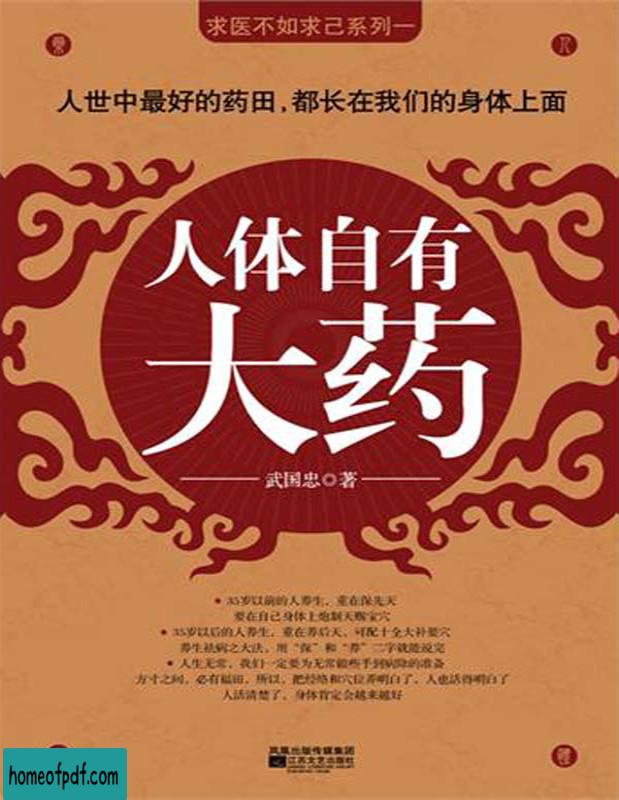 求医不如求己系列一
人世中最好的药田，都长在我们的身体上面
人体自有
大药
武国忠◎著
• 35岁以前的人养生，重在保先天
要在自己身体上炮制天赐宝穴
• 35岁以后的人养生，重在养后天，可配十全大补要穴
养生祛病之大法，用“保”和“养”二字就能说完
• 人生无常，我们一定要为无常做些手到病除的准备
方寸之间，必有福田，所以，把经络和穴位弄明白了，人也活得明白了
人活清楚了，身体肯定会越来越好
凤凰出版传媒集团
江苏文艺出版社
homeofpdf.com